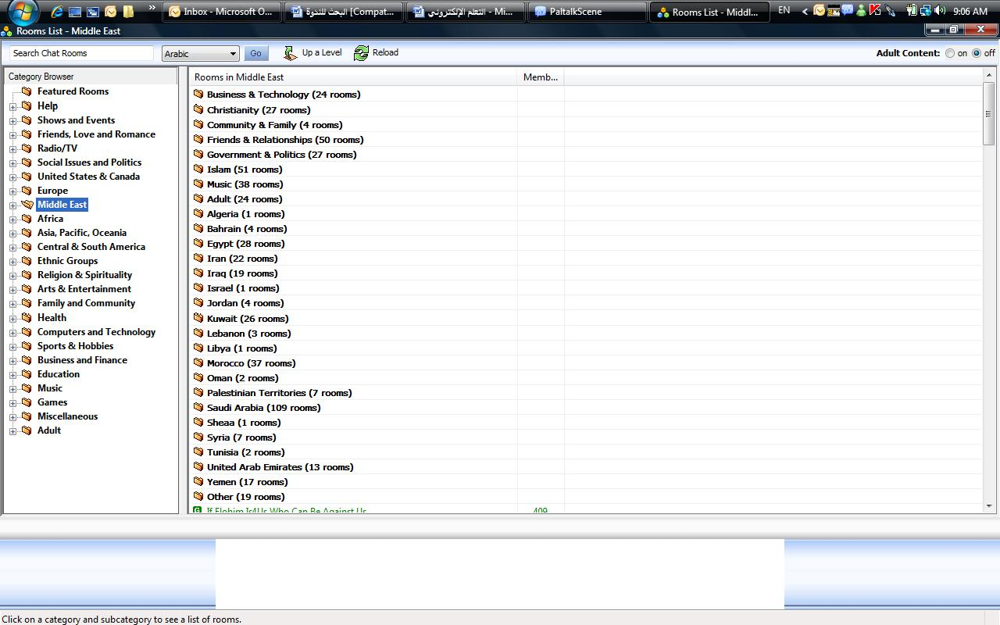 Inbox - Microsoft O...
البحث للندوة [Compat...
التعلم الإلكتروني - Mi...
PaltalkScene
Rooms List - Middl...
EN
9:06 AM
Rooms List - Middle East
Search Chat Rooms
Arabic
Go
Up a Level
Reload
Adult Content:
on
off
Category Browser
Featured Rooms
Help
Shows and Events
Friends, Love and Romance
Radio/TV
Social Issues and Politics
United States & Canada
Europe
Middle East
Africa
Asia, Pacific, Oceania
Central & South America
Ethnic Groups
Religion & Spirituality
Arts & Entertainment
Family and Community
Health
Computers and Technology
Sports & Hobbies
Business and Finance
Education
Music
Games
Miscellaneous
Adult
Rooms in Middle East
Memb...
Business & Technology (24 rooms)
Christianity (27 rooms)
Community & Family (4 rooms)
Friends & Relationships (50 rooms)
Government & Politics (27 rooms)
Islam (51 rooms)
Music (38 rooms)
Adult (24 rooms)
Algeria (1 rooms)
Bahrain (4 rooms)
Egypt (28 rooms)
Iran (22 rooms)
Iraq (19 rooms)
Israel (1 rooms)
Jordan (4 rooms)
Kuwait (26 rooms)
Lebanon (3 rooms)
Libya (1 rooms)
Morocco (37 rooms)
Oman (2 rooms)
Palestinian Territories (7 rooms)
Saudi Arabia (109 rooms)
Sheaa (1 rooms)
Syria (7 rooms)
Tunisia (2 rooms)
United Arab Emirates (13 rooms)
Yemen (17 rooms)
Other (19 rooms)
G If Elohim Is4Us Who Can Be Against Us 409
Click on a category and subcategory to see a list of rooms.